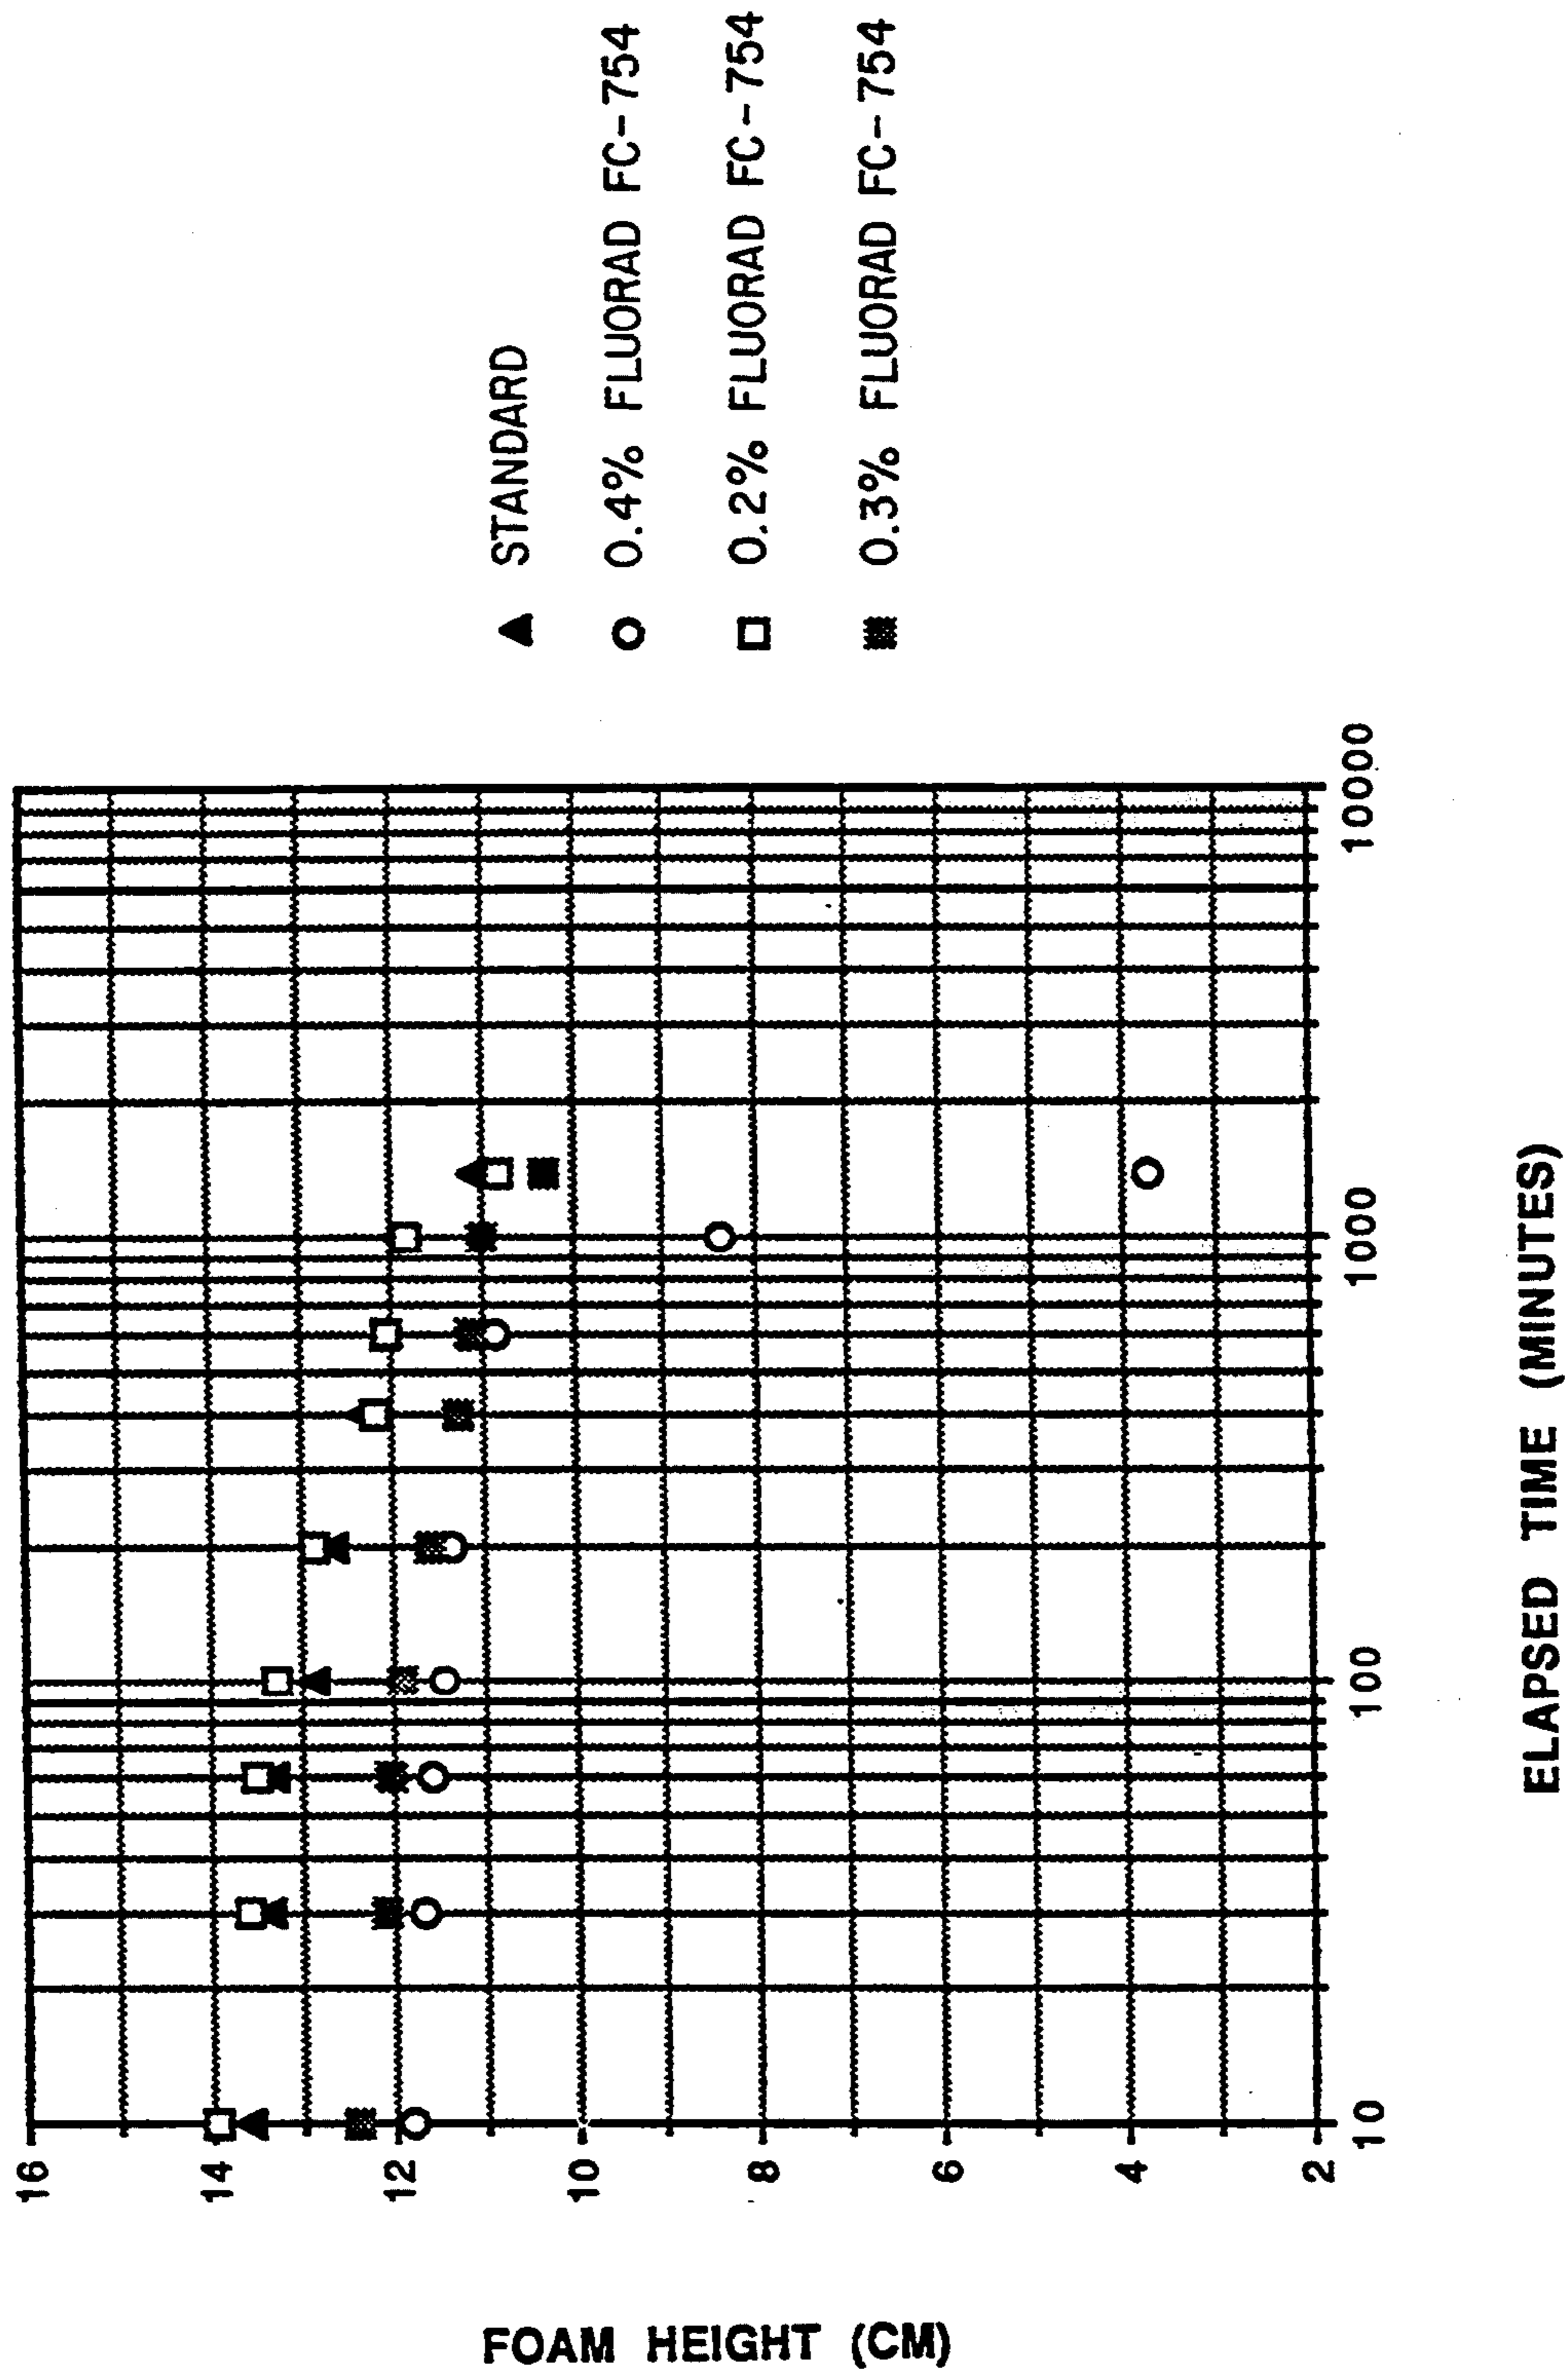 16
14
12
10
8
6
4
2
FOAM HEIGHT (CM)
10
100
1000
10000
ELAPSED TIME (MINUTES)
STANDARD
0.4% FLUORAD FC-754
0.2% FLUORAD FC-754
0.3% FLUORAD FC-754